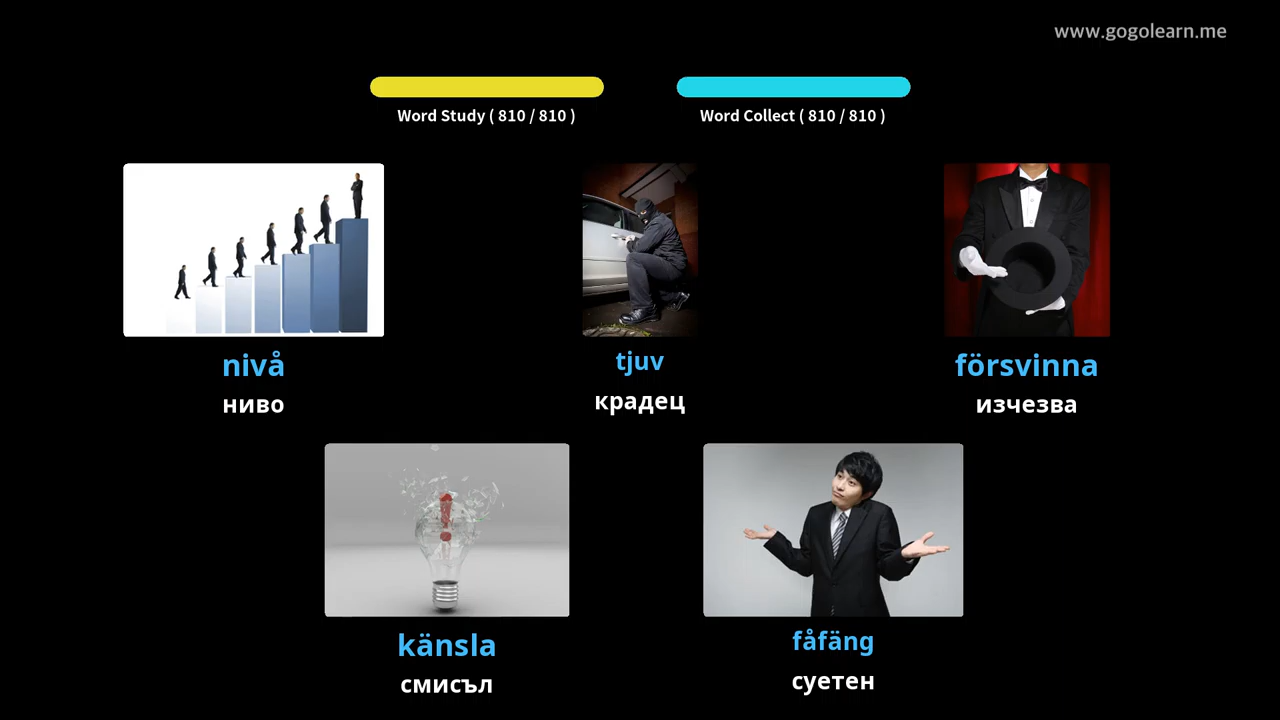 www.gogolearn.me
Word Study ( 810 / 810 )
Word Collect ( 810 / 810 )
nivå
ниво
tjuv
крадец
försvinna
изчезва
känsla
смисъл
fåfäng
суетен